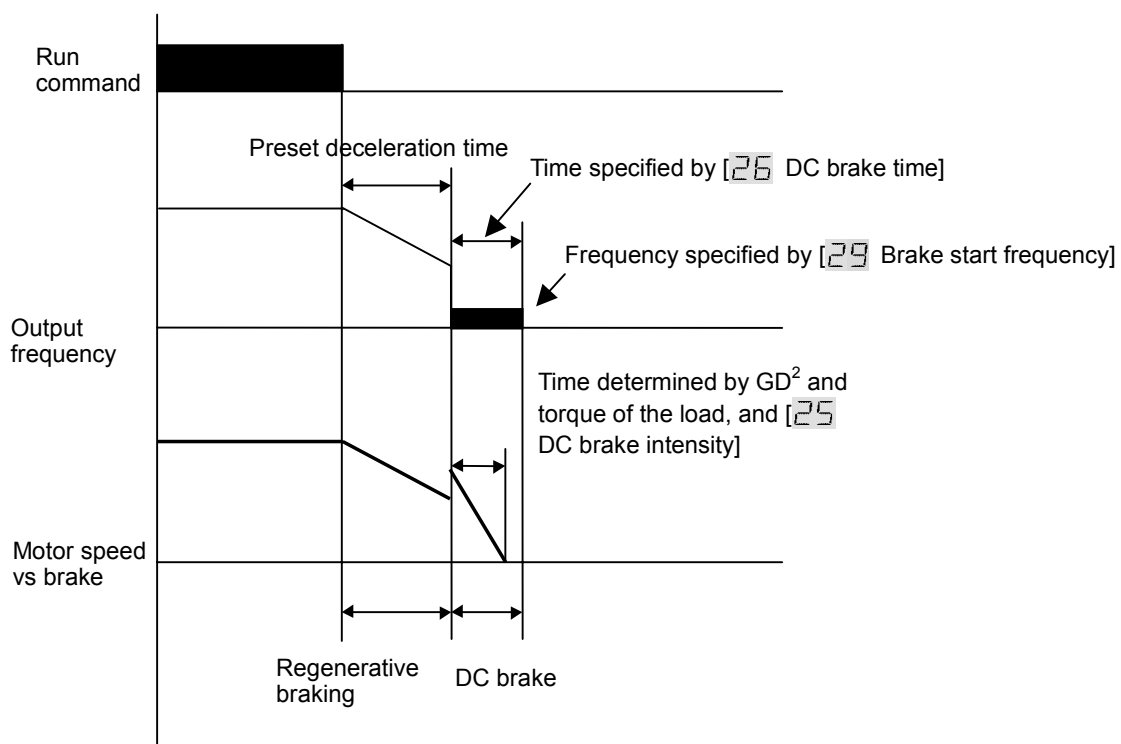 Run
command
Preset deceleration time
Time specified by [26 DC brake time]
Frequency specified by [29 Brake start frequency]
Output
frequency
Time determined by GD² and
torque of the load, and [25
DC brake intensity]
Motor speed
vs brake
Regenerative
braking
DC brake